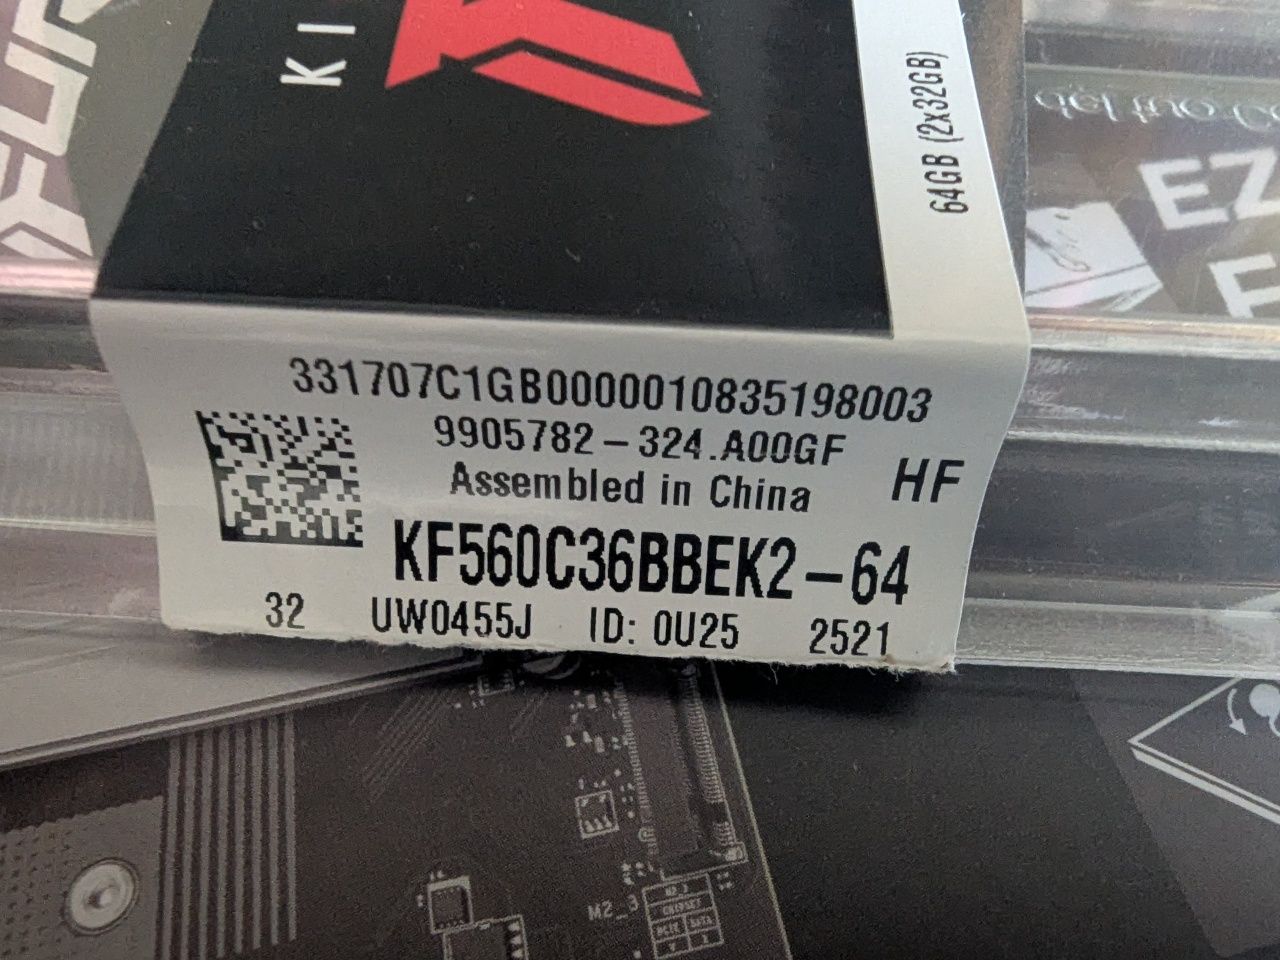 KI
64GB (2x32GB)
EZ
331707C1GB0000010835198003
9905782-324.A00GF
Assembled in China
HF
KF560C36BBEK2-64
32 UW0455J ID: 0U25 2521
M2_3